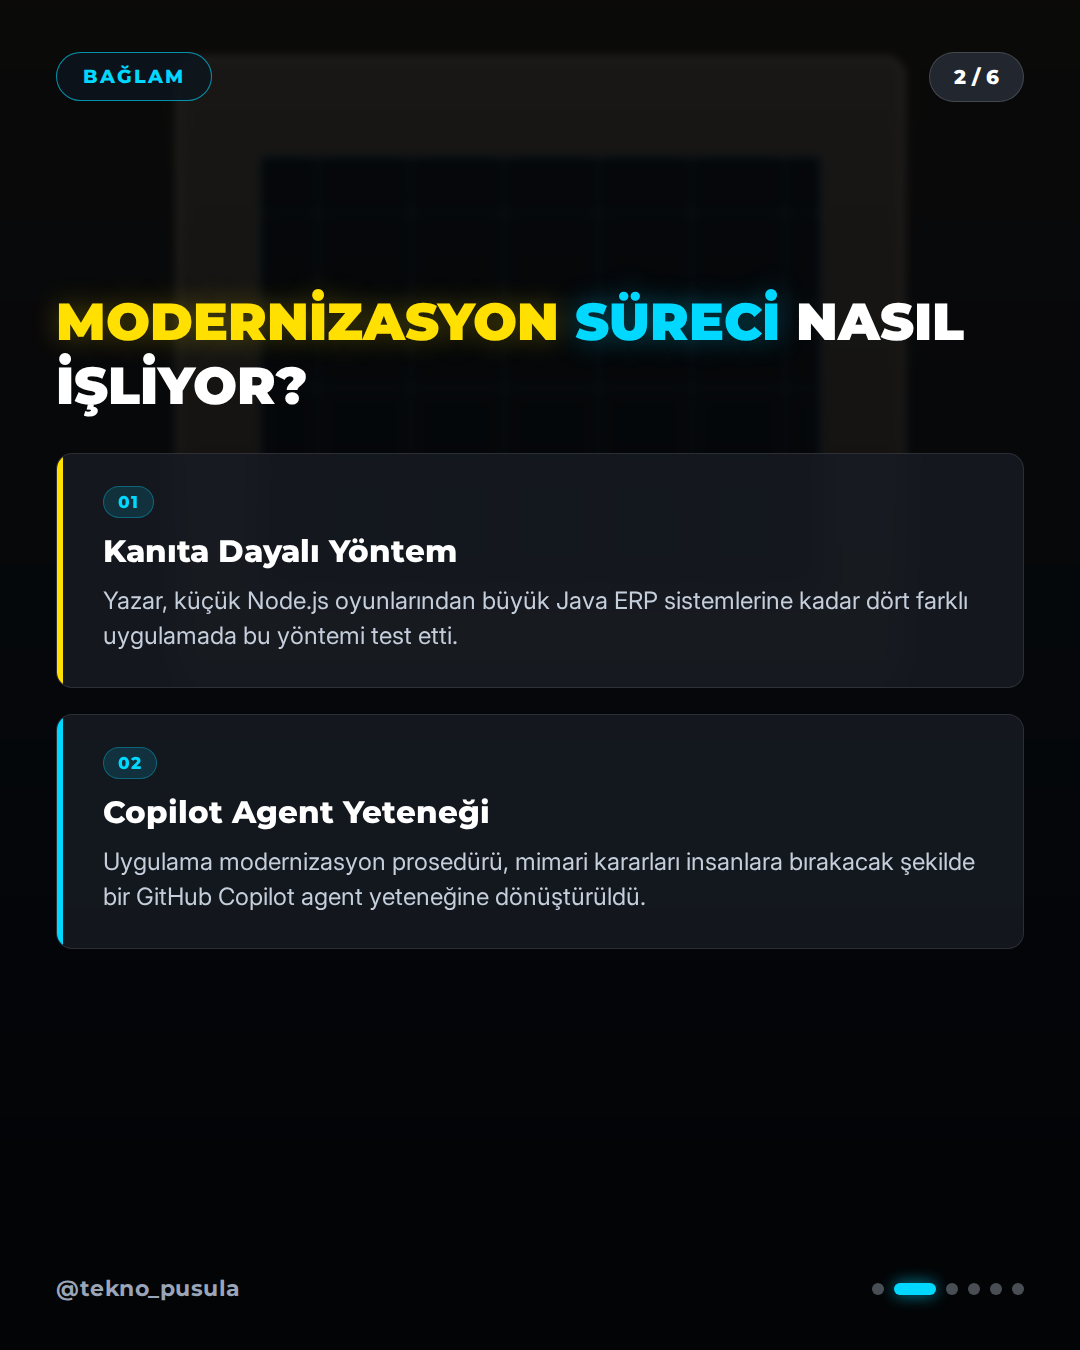 BAĞLAM
2 / 6
MODERNİZASYON SÜRECİ NASIL
İŞLİYOR?
01
Kanıta Dayalı Yöntem
Yazar, küçük Node.js oyunlarından büyük Java ERP sistemlerine kadar dört farklı
uygulamada bu yöntemi test etti.
02
Copilot Agent Yeteneği
Uygulama modernizasyon prosedürü, mimari kararları insanlara bırakacak şekilde
bir GitHub Copilot agent yeteneğine dönüştürüldü.
@tekno_pusula